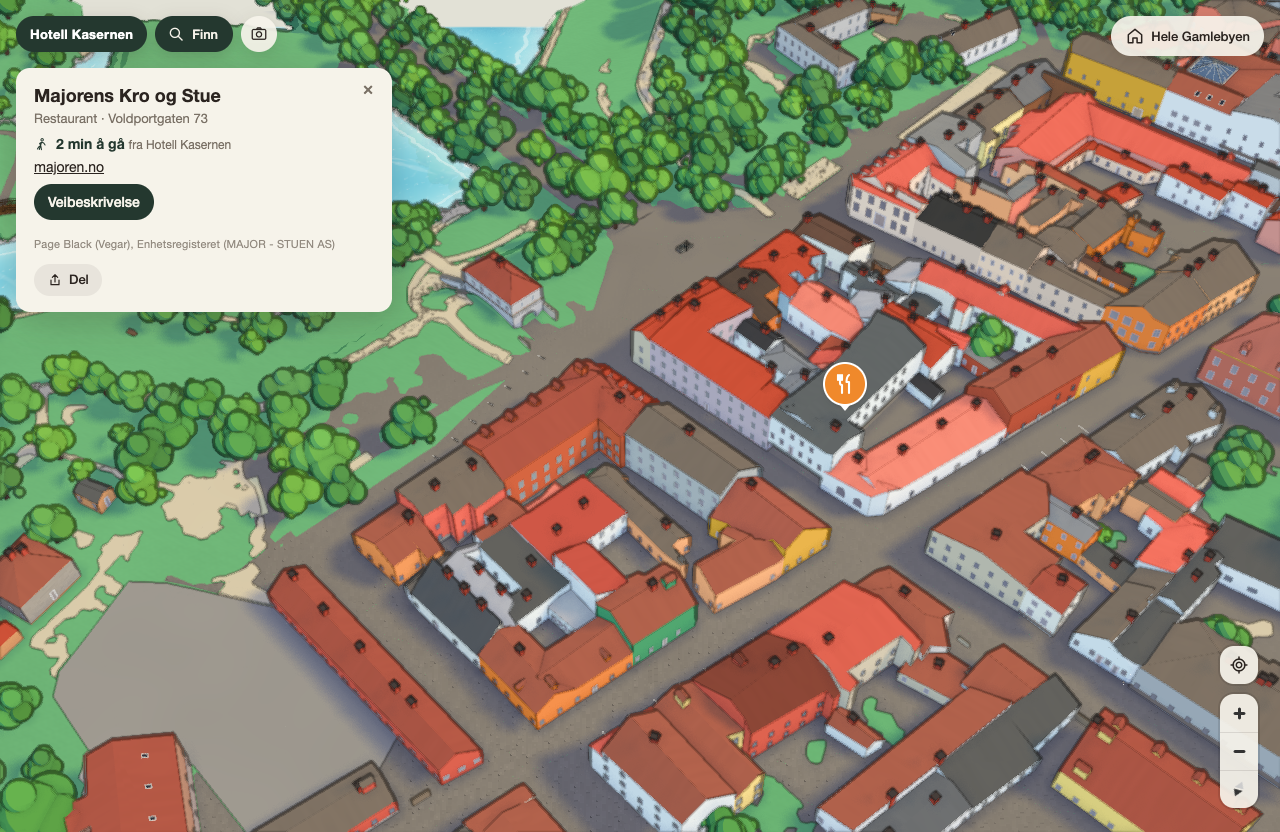 Hotell Kasernen
Finn
Hele Gamlebyen
Majorens Kro og Stue
×
Restaurant · Voldportgaten 73
2 min å gå fra Hotell Kasernen
majoren.no
Veibeskrivelse
Page Black (Vegar), Enhetsregisteret (MAJOR - STUEN AS)
Del
+
−